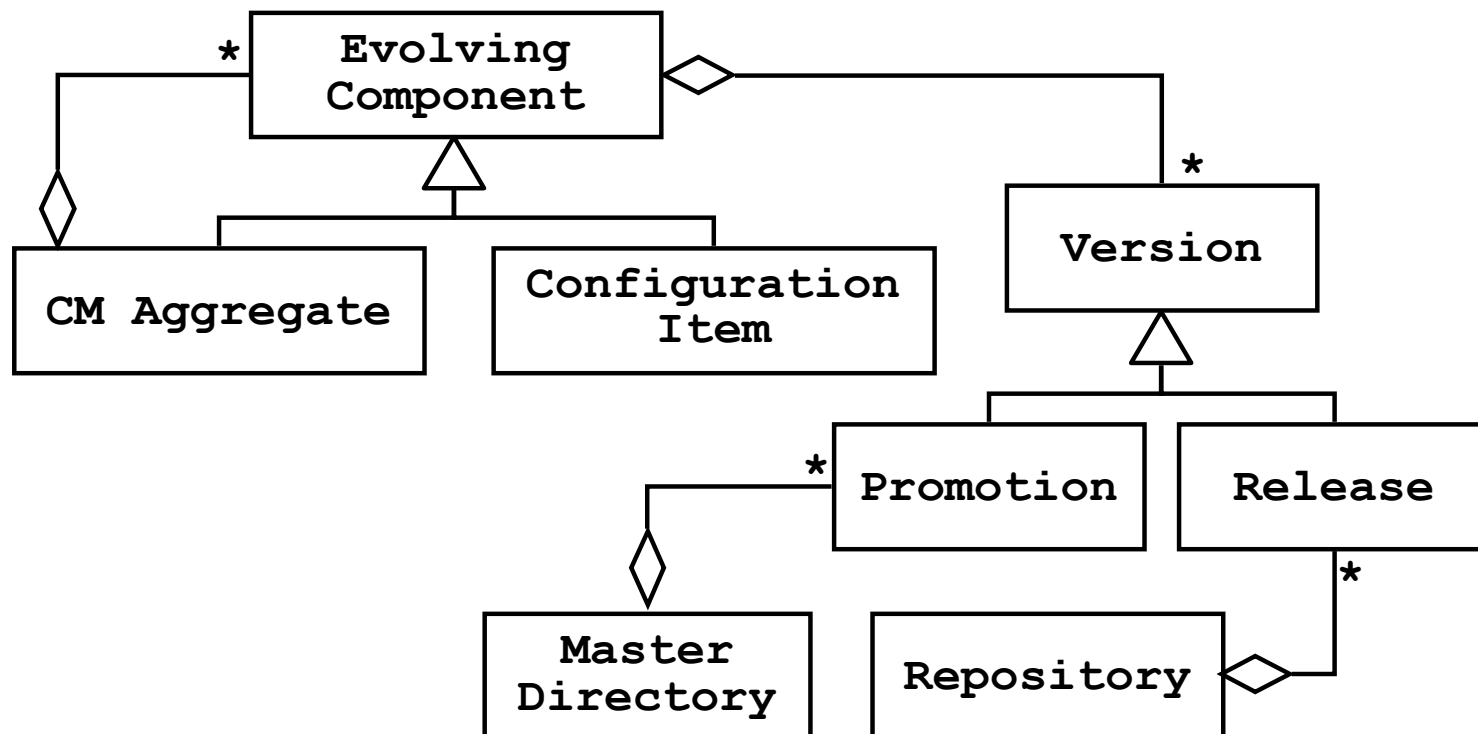 *
Evolving
Component
*
CM Aggregate
Configuration
Item
Version
*
Promotion
Release
*
Master
Directory
Repository